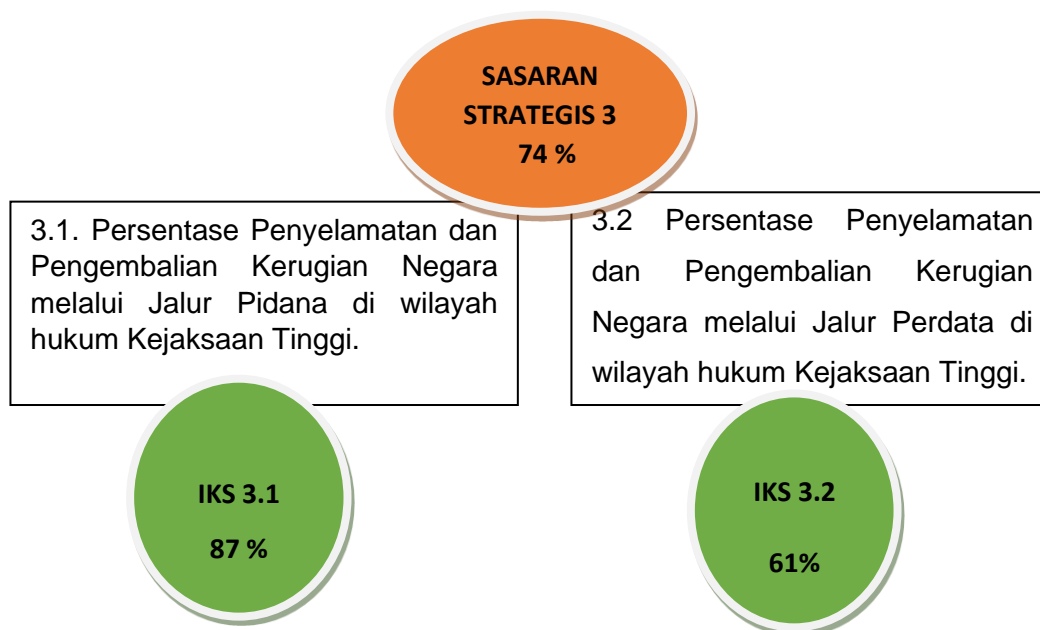 SASARAN
STRATEGIS 3
74 %
3.1. Persentase Penyelamatan dan
Pengembalian Kerugian Negara
melalui Jalur Pidana di wilayah
hukum Kejaksaan Tinggi.
3.2 Persentase Penyelamatan
dan Pengembalian Kerugian
Negara melalui Jalur Perdata di
wilayah hukum Kejaksaan Tinggi.
IKS 3.1
87 %
IKS 3.2
61%